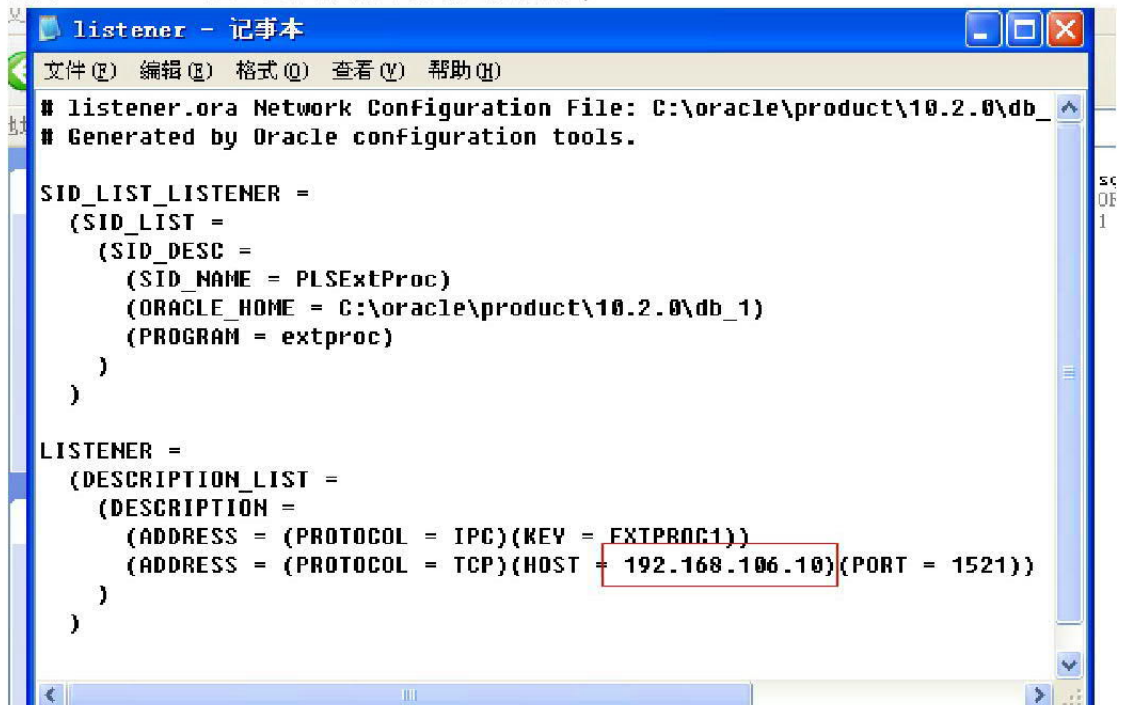 listener - 记事本
文件(F) 编辑(E) 格式(O) 查看(V) 帮助(H)
# listener.ora Network Configuration File: C:\oracle\product\10.2.0\db_
# Generated by Oracle configuration tools.
SID_LIST_LISTENER =
(SID_LIST =
(SID_DESC =
(SID_NAME = PLSExtProc)
(ORACLE_HOME = C:\oracle\product\10.2.0\db_1)
(PROGRAM = extproc)
)
)
LISTENER =
(DESCRIPTION_LIST =
(DESCRIPTION =
(ADDRESS = (PROTOCOL = IPC)(KEY = EXTPROC1))
(ADDRESS = (PROTOCOL = TCP)(HOST = 192.168.106.10)(PORT = 1521))
)
)